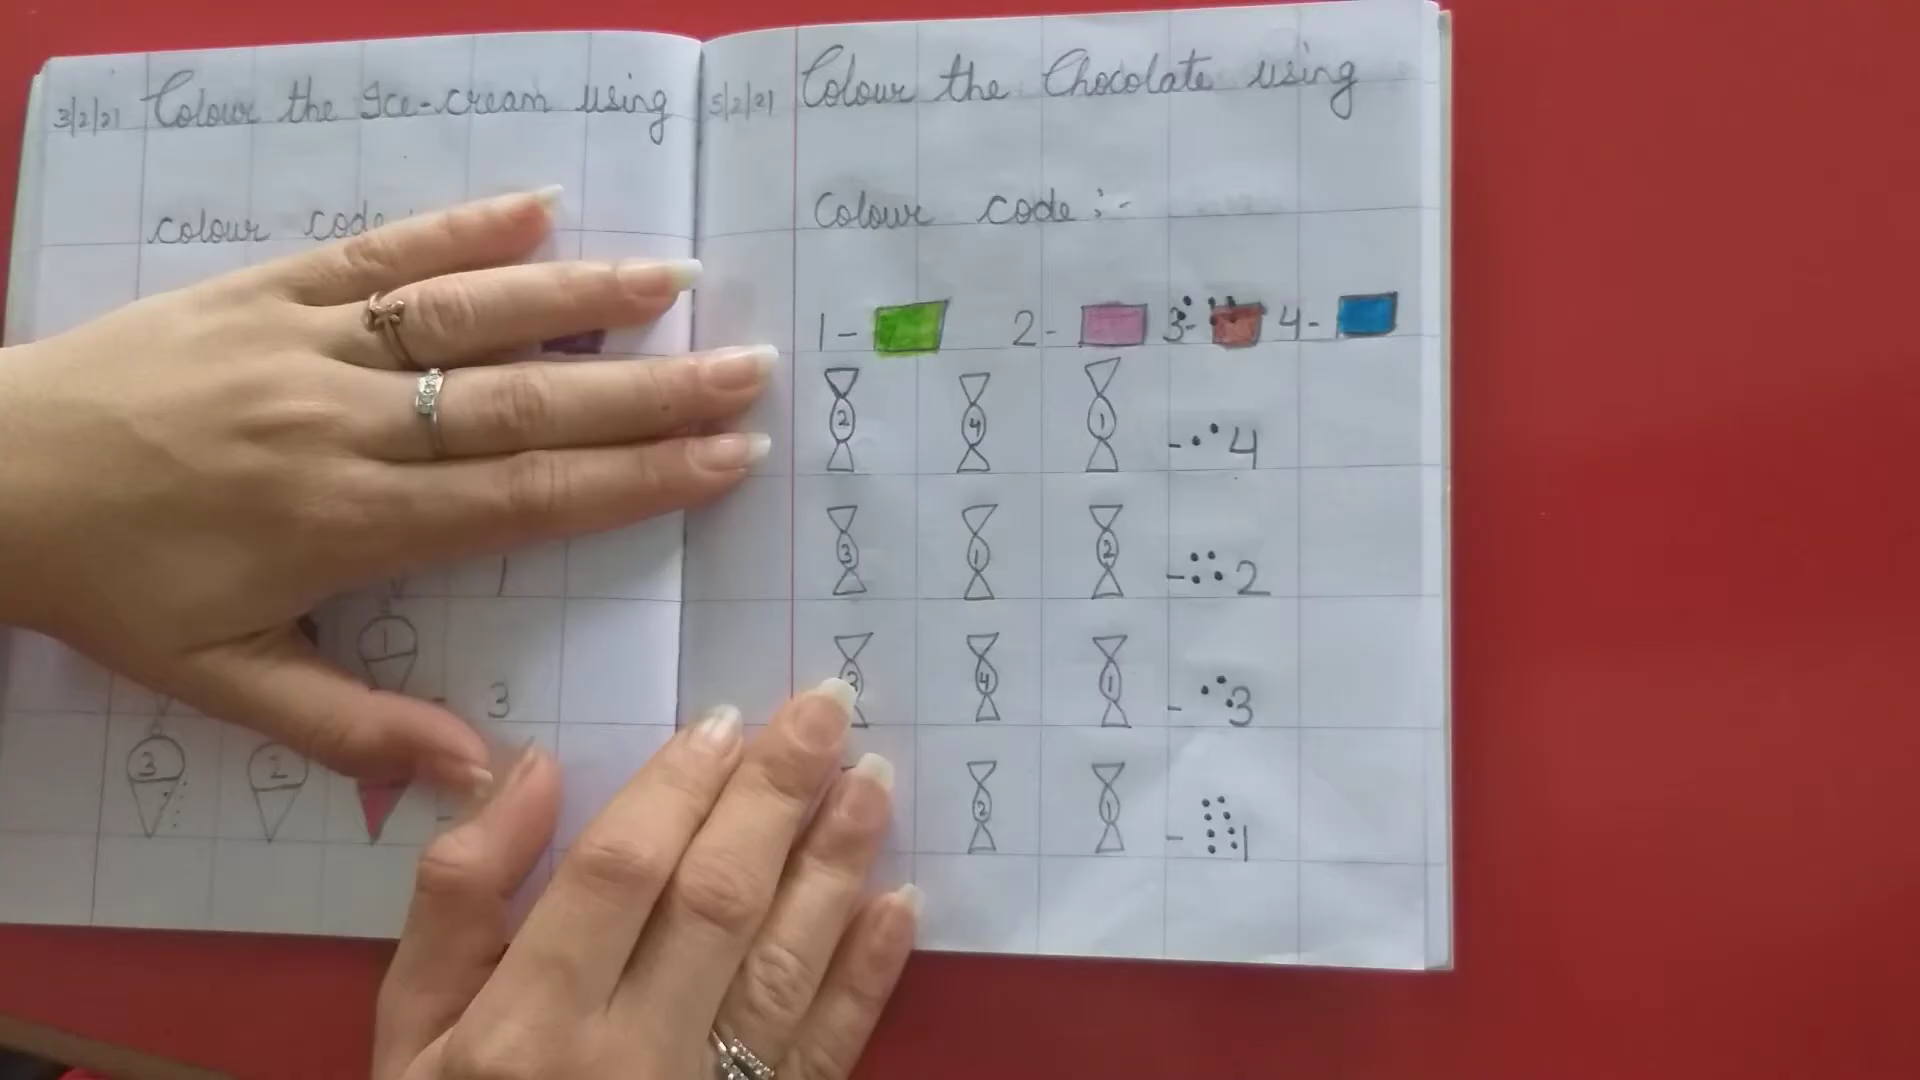 3/2/21 Colour the Ice-cream using
colour code
1
1
- 3
3 2
-
5/2/21 Colour the Chocolate using
Colour code :-
1- 2- 3- 4-
2 4 1 - 4
3 1 2 - 2
3 4 1 - 3
2 1 - 1